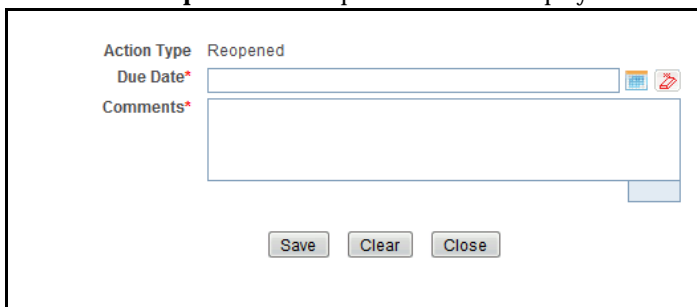 Action Type Reopened
Due Date*
Comments*
Save Clear Close